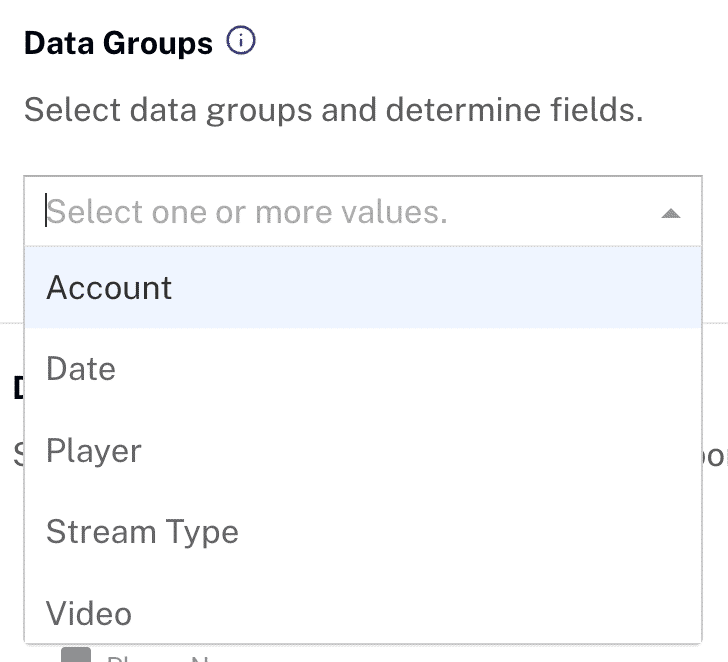 Data Groups
Select data groups and determine fields.
Select one or more values.
Account
Date
Player
Stream Type
Video